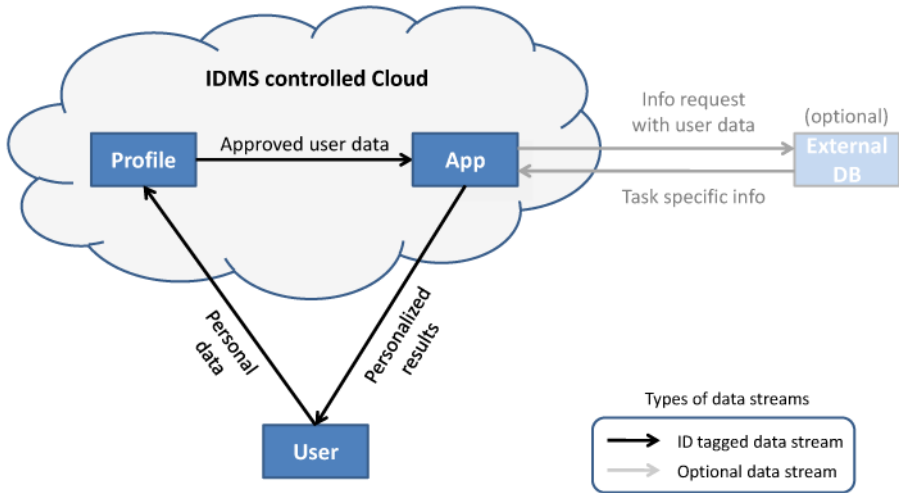 IDMS controlled Cloud
Profile
Approved user data
App
Info request
with user data
(optional)
External
DB
Task specific info
Personal
data
Personalized
results
User
Types of data streams
ID tagged data stream
Optional data stream